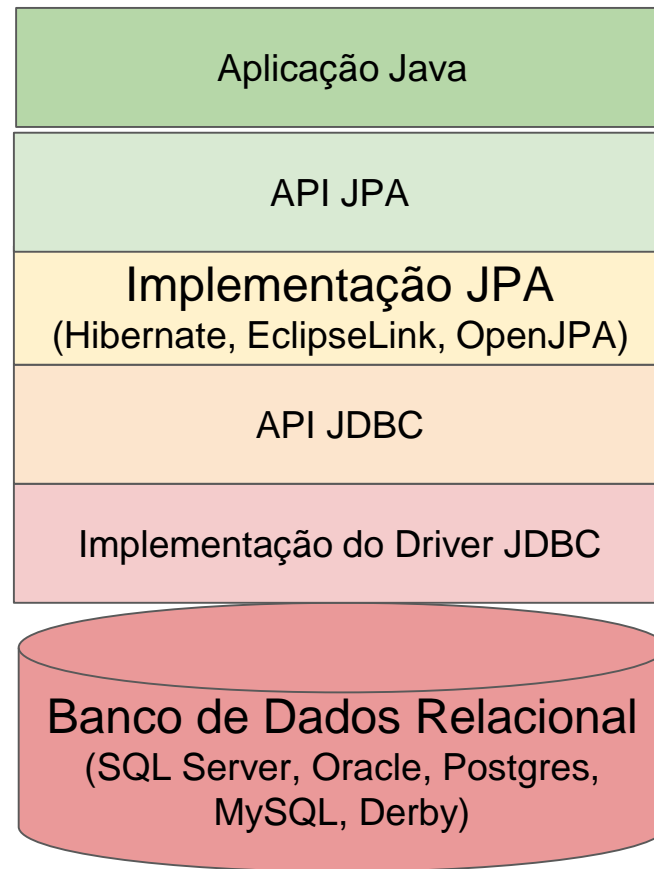 Aplicação Java
API JPA
Implementação JPA
(Hibernate, EclipseLink, OpenJPA)
API JDBC
Implementação do Driver JDBC
Banco de Dados Relacional
(SQL Server, Oracle, Postgres,
MySQL, Derby)